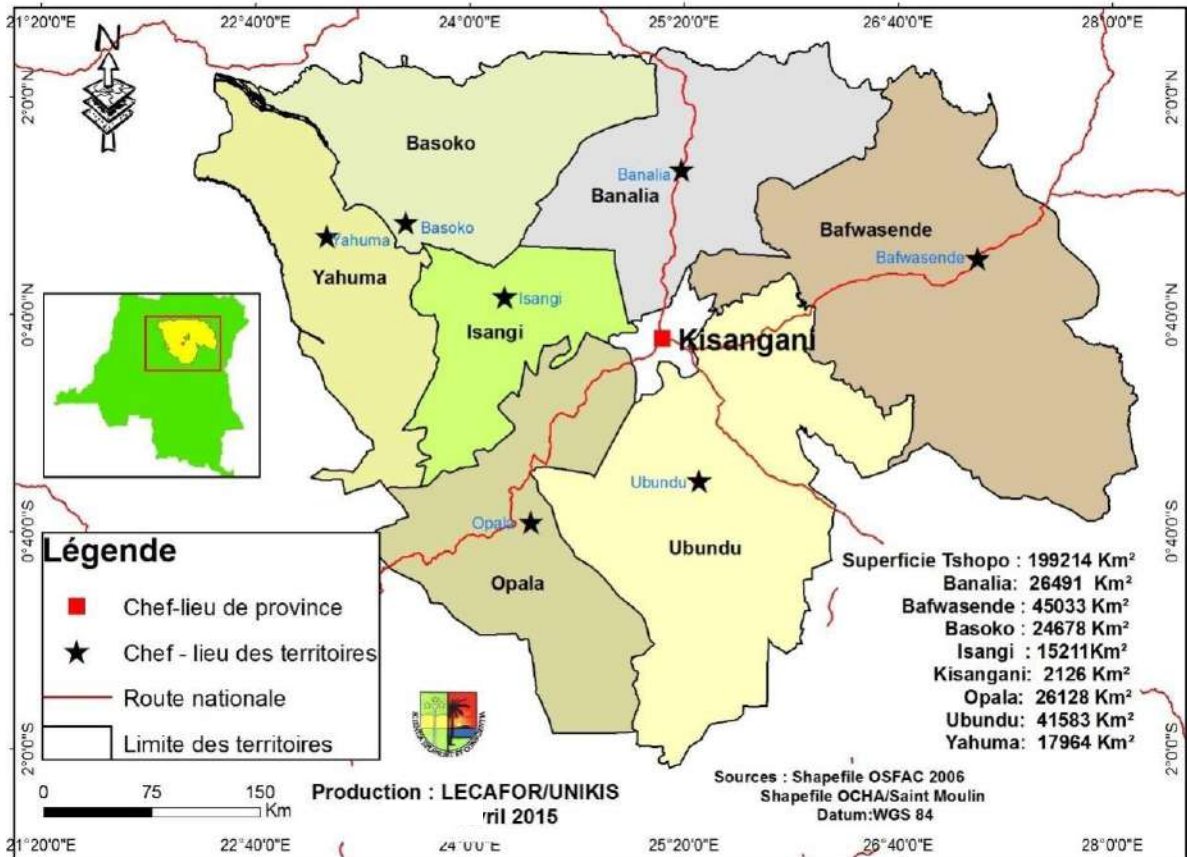 21°20'0"E 22°40'0"E 24°0'0"E 25°20'0"E 26°40'0"E 28°0'0"E
N
2°0'0"N
2°0'0"N
Basoko
Banalia
Banalia
Basoko
Yahuma
Bafwasende
Bafwasende
Yahuma
Isangi
Isangi
0°40'0"N
0°40'0"N
Kisangani
Ubundu
Opala
Ubundu
Opala
0°40'0"S
0°40'0"S
Légende
Chef-lieu de province
Chef - lieu des territoires
Route nationale
Limite des territoires
Superficie Tshopo : 199214 Km²
Banalia: 26491 Km²
Bafwasende : 45033 Km²
Basoko : 24678 Km²
Isangi : 15211Km²
Kisangani: 2126 Km²
Opala: 26128 Km²
Ubundu: 41583 Km²
Yahuma: 17964 Km²
2°0'0"S
2°0'0"S
0 75 150
Km
Production : LECAFOR/UNIKIS
ril 2015
Sources : Shapefile OSFAC 2006
Shapefile OCHA/Saint Moulin
Datum:WGS 84
21°20'0"E 22°40'0"E 24°0'0"E 25°20'0"E 26°40'0"E 28°0'0"E